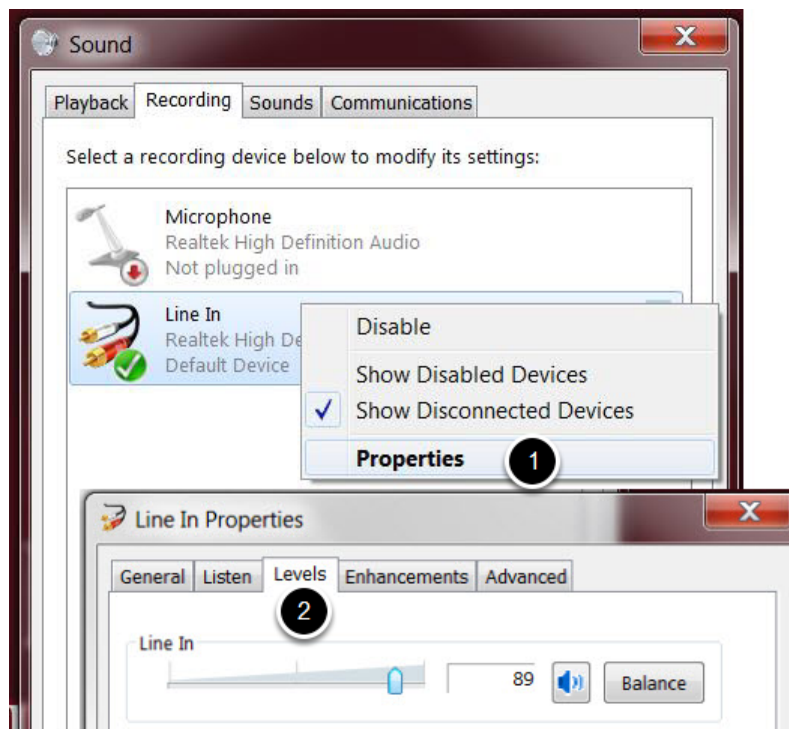 Sound
Playback Recording Sounds Communications
Select a recording device below to modify its settings:
Microphone
Realtek High Definition Audio
Not plugged in
Line In
Realtek High De
Default Device
Disable
Show Disabled Devices
Show Disconnected Devices
Properties 1
Line In Properties
General Listen Levels Enhancements Advanced
2
Line In
89 Balance